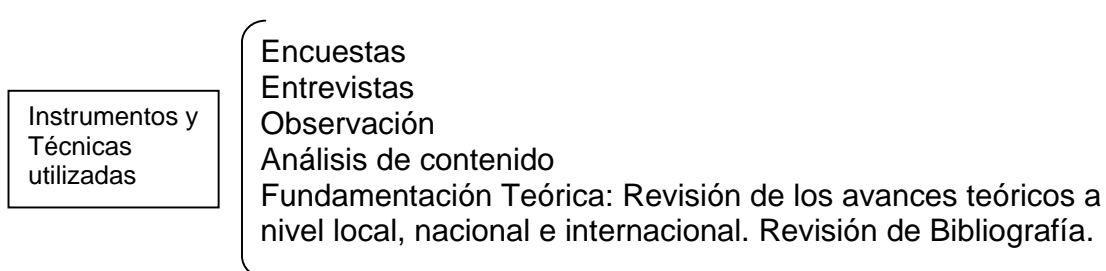 Instrumentos y
Técnicas
utilizadas
Encuestas
Entrevistas
Observación
Análisis de contenido
Fundamentación Teórica: Revisión de los avances teóricos a
nivel local, nacional e internacional. Revisión de Bibliografía.